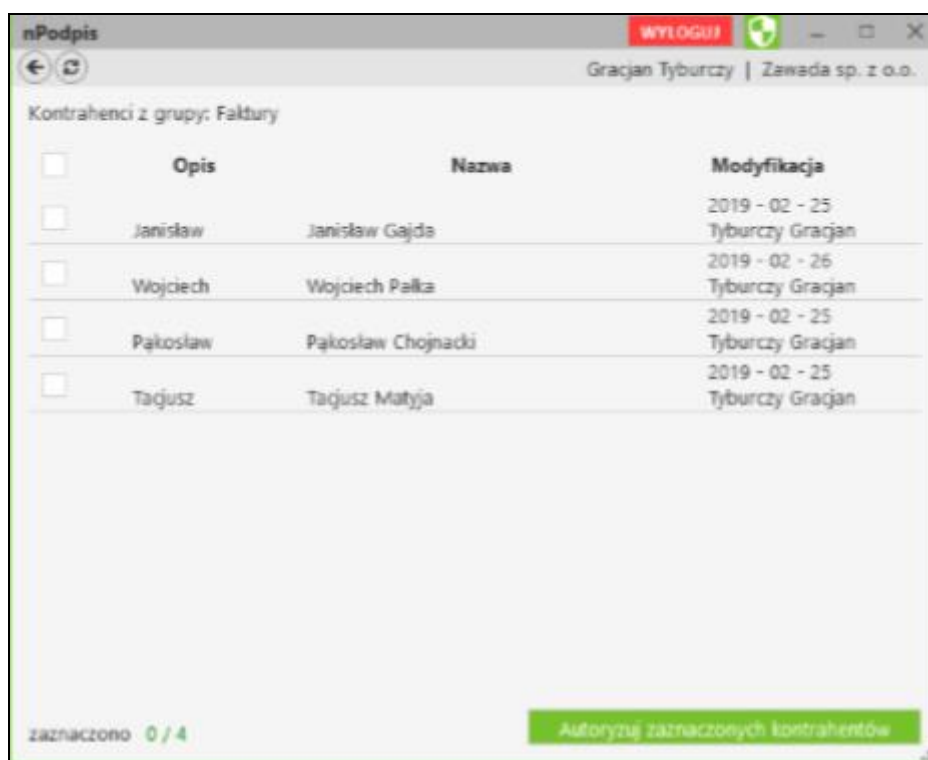 nPodpis WYLOGUJ
Gracjan Tyburczy | Zawada sp. z o.o.
Kontrahenci z grupy: Faktury
Opis Nazwa Modyfikacja
2019 - 02 - 25
Janisław Janisław Gajda Tyburczy Gracjan
2019 - 02 - 26
Wojciech Wojciech Pałka Tyburczy Gracjan
2019 - 02 - 25
Pąkosław Pąkosław Chojnacki Tyburczy Gracjan
2019 - 02 - 25
Tacjusz Tacjusz Matyja Tyburczy Gracjan
zaznaczono 0 / 4 Autoryzuj zaznaczonych kontrahentów